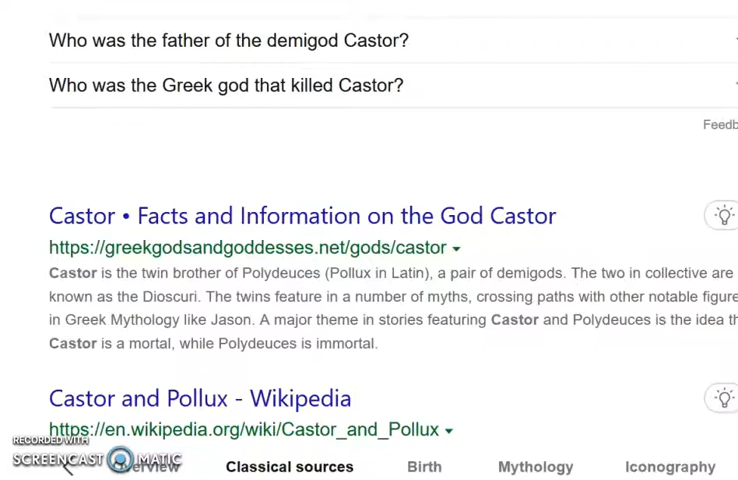 Who was the father of the demigod Castor?
Who was the Greek god that killed Castor?
Feedb
Castor • Facts and Information on the God Castor
https://greekgodsandgoddesses.net/gods/castor
Castor is the twin brother of Polydeuces (Pollux in Latin), a pair of demigods. The two in collective are
known as the Dioscuri. The twins feature in a number of myths, crossing paths with other notable figure
in Greek Mythology like Jason. A major theme in stories featuring Castor and Polydeuces is the idea th
Castor is a mortal, while Polydeuces is immortal.
Castor and Pollux - Wikipedia
https://en.wikipedia.org/wiki/Castor_and_Pollux
RECORDED WITH
SCREENCAST MATIC
Overview Classical sources Birth Mythology Iconography